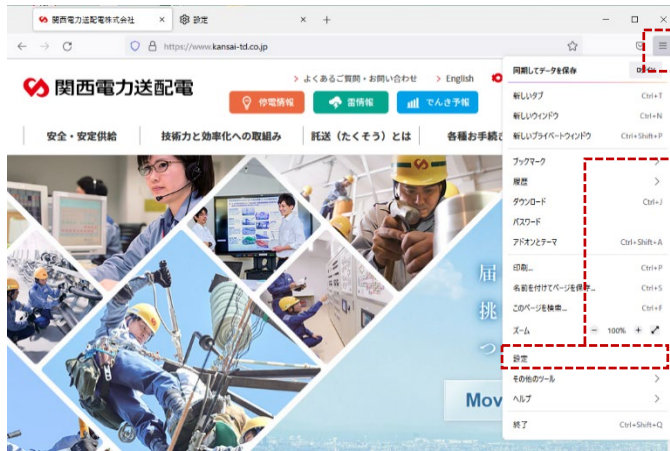 関西電力送配電株式会社 × 設定 × +
https://www.kansai-td.co.jp
関西電力送配電
> よくあるご質問・お問い合わせ > English
停電情報 雷情報 でんき予報
安全・安定供給 技術力と効率化への取組み 託送（たくそう）とは 各種お手続き
届
挑
つ
Mov
同期してデータを保存
新しいタブ Ctrl+T
新しいウィンドウ Ctrl+N
新しいプライベートウィンドウ Ctrl+Shift+P
ブックマーク >
履歴 >
ダウンロード Ctrl+J
パスワード
アドオンとテーマ Ctrl+Shift+A
印刷... Ctrl+P
名前を付けてページを保存... Ctrl+S
このページを検索... Ctrl+F
ズーム − 100% +
設定
その他のツール >
ヘルプ >
終了 Ctrl+Shift+Q